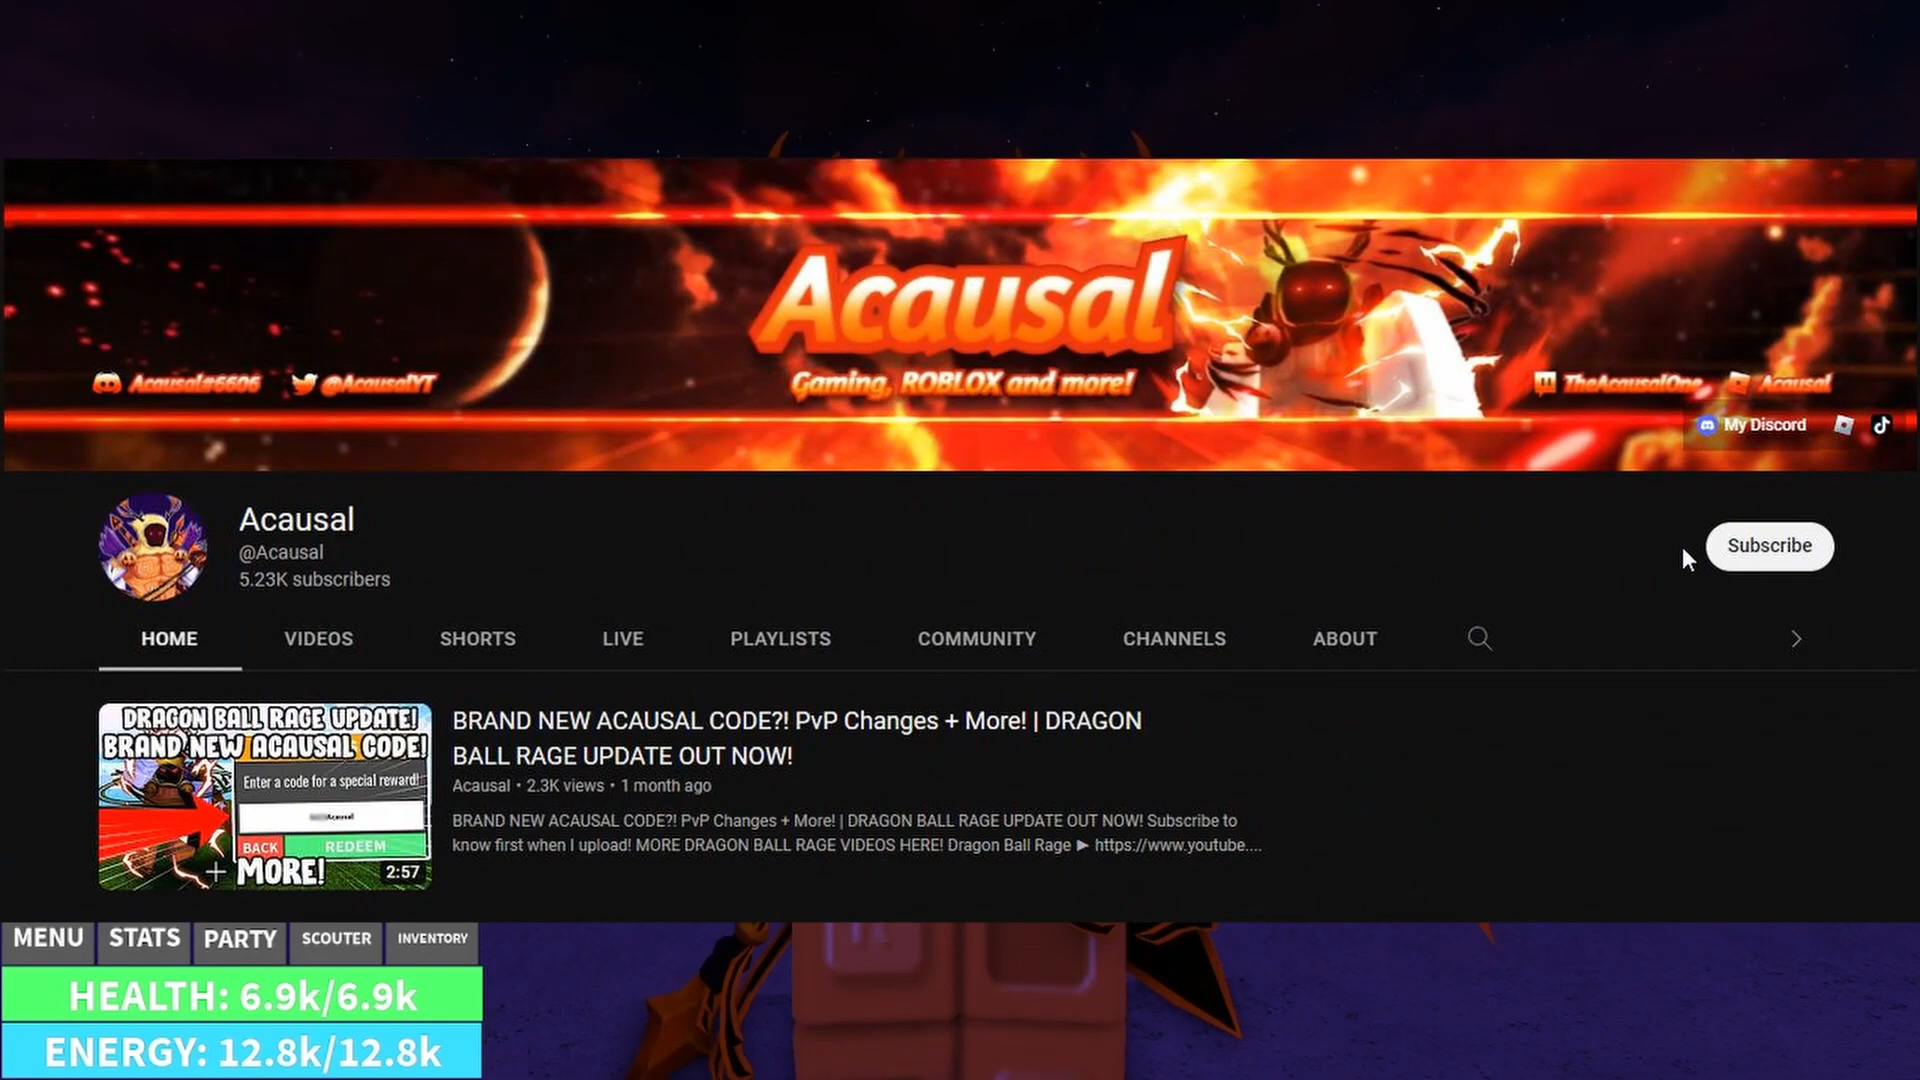 Acausal
Gaming, ROBLOX and more!
Acausal#6606
@AcausalYT
TheAcausalOne
Acausal
My Discord
Acausal
@Acausal
5.23K subscribers
Subscribe
HOME
VIDEOS
SHORTS
LIVE
PLAYLISTS
COMMUNITY
CHANNELS
ABOUT
DRAGON BALL RAGE UPDATE!
BRAND NEW ACAUSAL CODE!
Enter a code for a special reward!
Acausal
BACK
REDEEM
+ MORE!
2:57
BRAND NEW ACAUSAL CODE?! PvP Changes + More! | DRAGON
BALL RAGE UPDATE OUT NOW!
Acausal • 2.3K views • 1 month ago
BRAND NEW ACAUSAL CODE?! PvP Changes + More! | DRAGON BALL RAGE UPDATE OUT NOW! Subscribe to
know first when I upload! MORE DRAGON BALL RAGE VIDEOS HERE! Dragon Ball Rage ► https://www.youtube....
MENU
STATS
PARTY
SCOUTER
INVENTORY
HEALTH: 6.9k/6.9k
ENERGY: 12.8k/12.8k